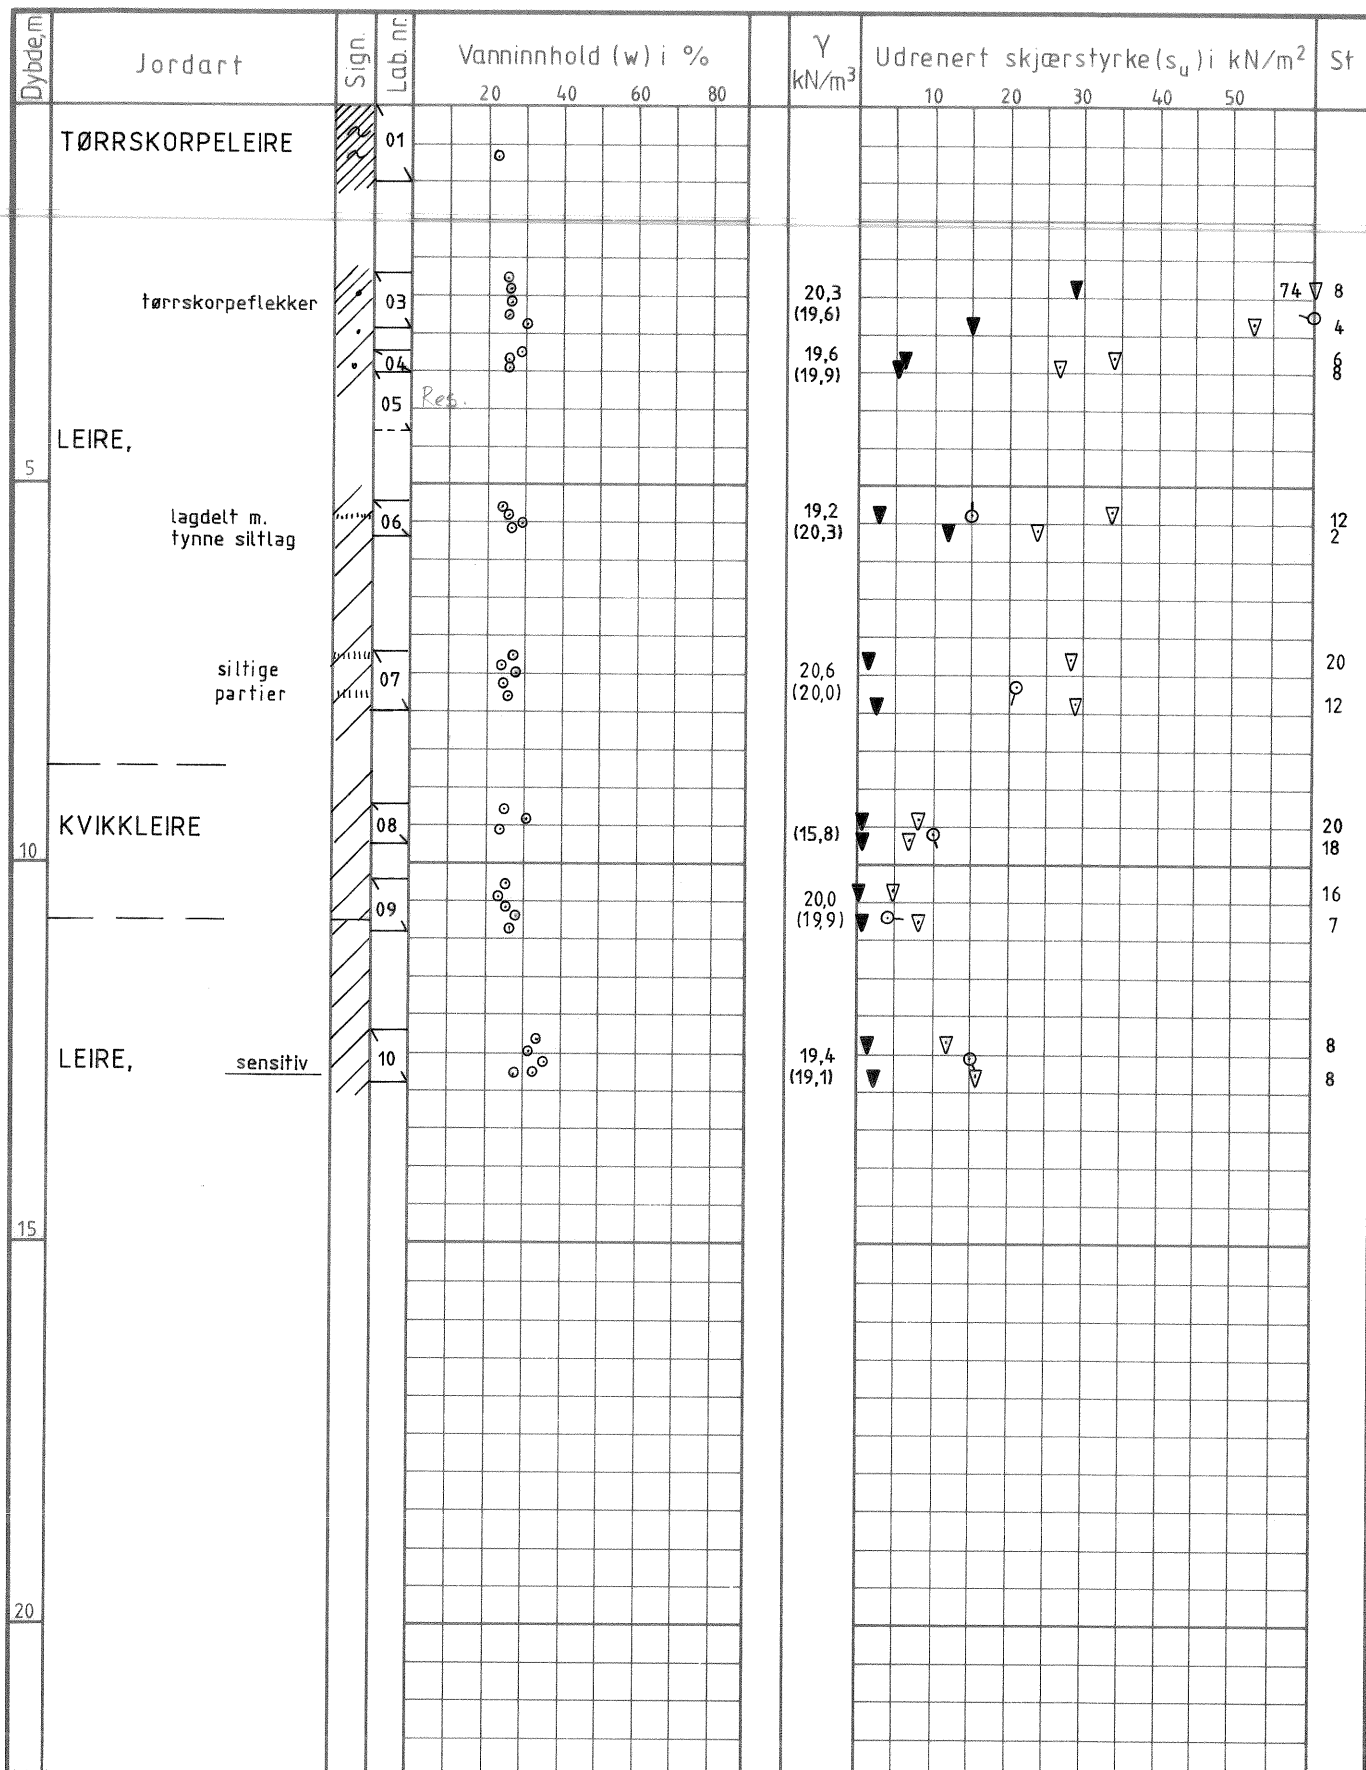 Dybde,m Jordart Sign. Lab. nr. Vanninnhold (w) i % γ kN/m³ Udrenert skjærstyrke (su) i kN/m² St
20 40 60 80 10 20 30 40 50
TØRRSKORPELEIRE 01
tørrskorpeflekker 03 20,3 74 8
(19,6) 4
04 19,6 6
(19,9) 8
05 Res.
LEIRE,
5
lagdelt m. 06 19,2 12
tynne siltlag (20,3) 2
siltige 07 20,6 20
partier (20,0) 12
KVIKKLEIRE 08 (15,8) 20
18
10
09 20,0 16
(19,9) 7
LEIRE, sensitiv 10 19,4 8
(19,1) 8
15
20